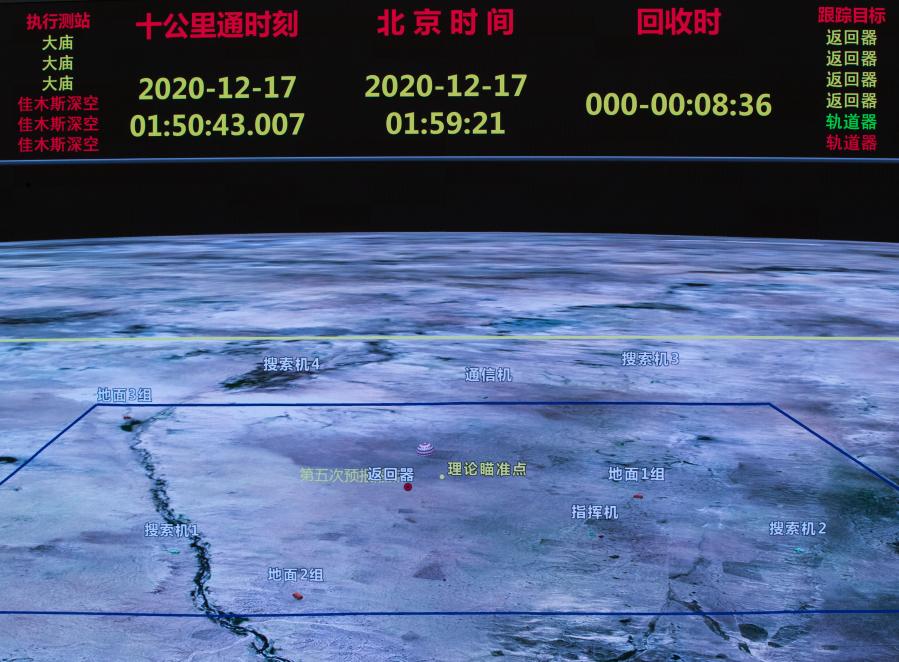 执行测站
大庙
大庙
大庙
佳木斯深空
佳木斯深空
佳木斯深空
十公里通时刻
2020-12-17
01:50:43.007
北京时间
2020-12-17
01:59:21
回收时
000-00:08:36
跟踪目标
返回器
返回器
返回器
返回器
轨道器
轨道器
搜索机4
通信机
搜索机3
地面3组
第五次预报
返回器
理论瞄准点
地面1组
指挥机
搜索机1
搜索机2
地面2组